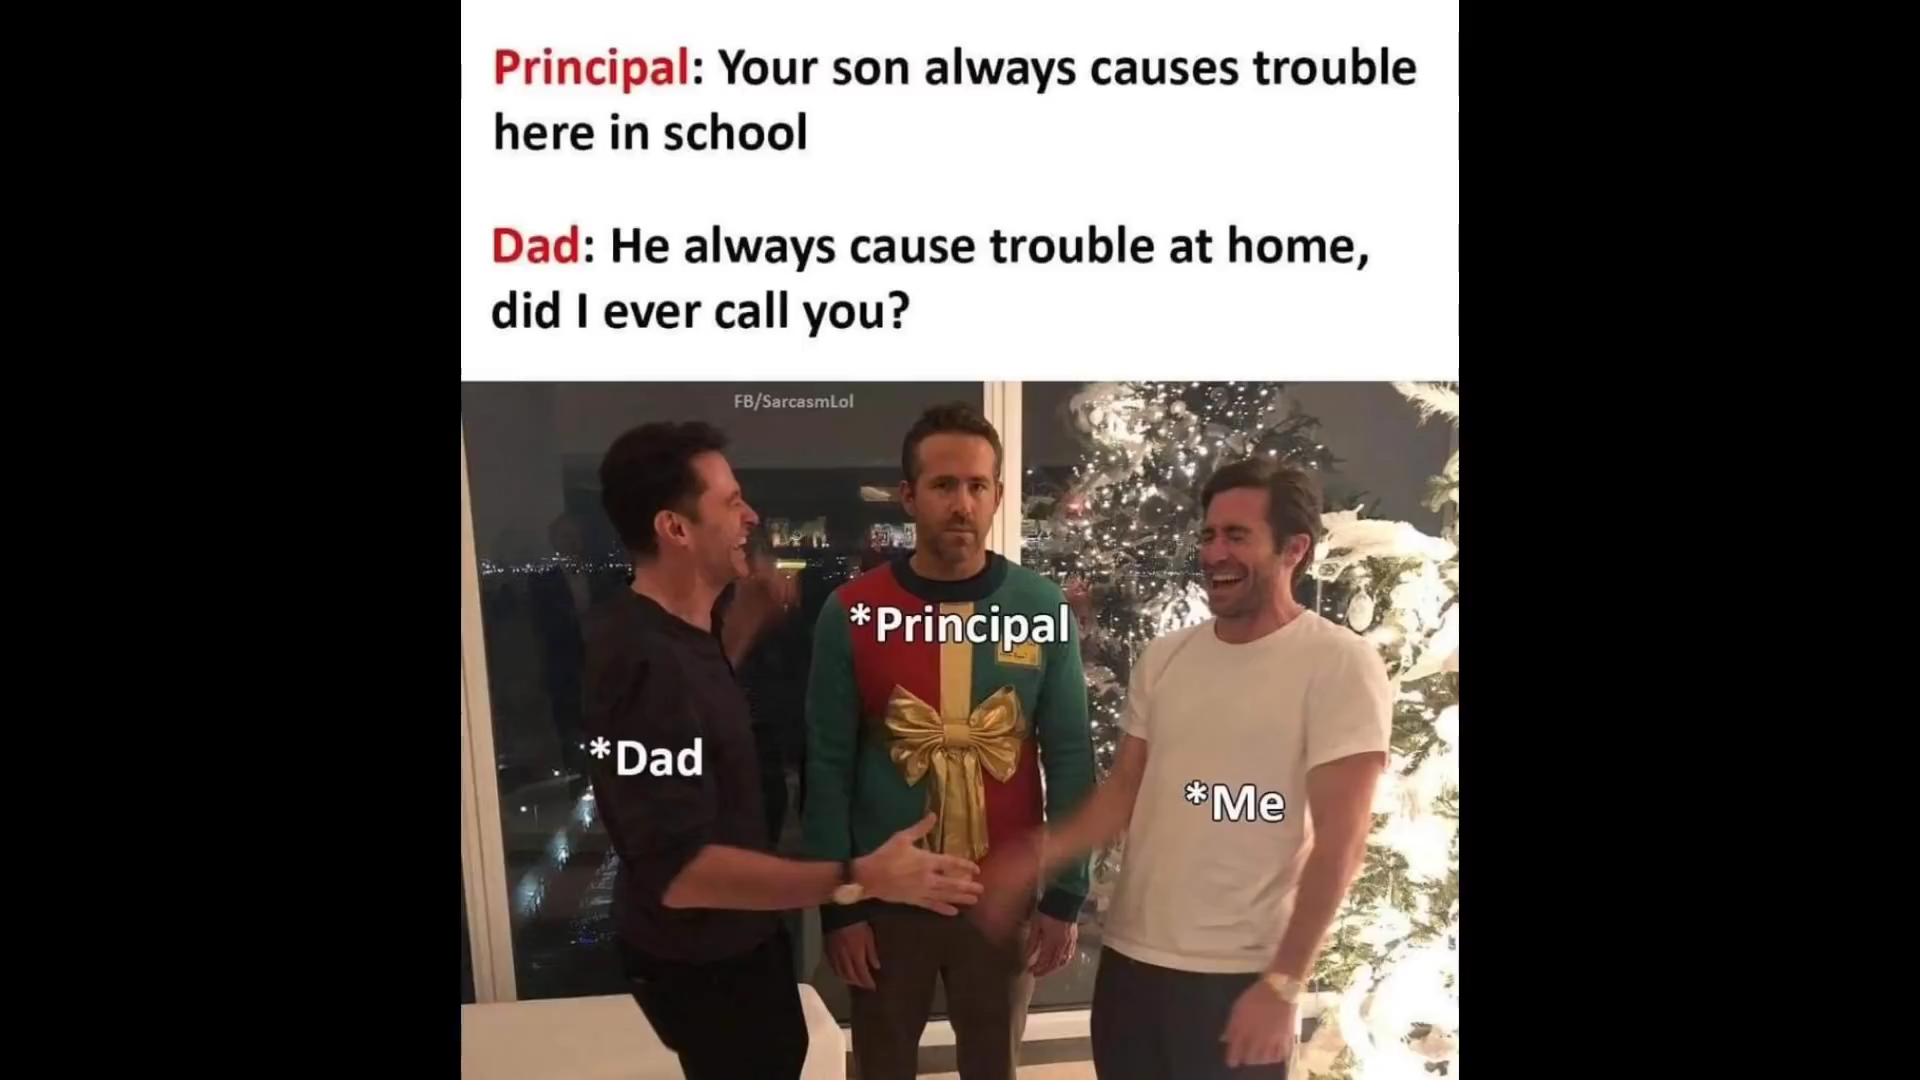 Principal: Your son always causes trouble
here in school
Dad: He always cause trouble at home,
did I ever call you?
FB/SarcasmLol
*Principal
*Dad
*Me